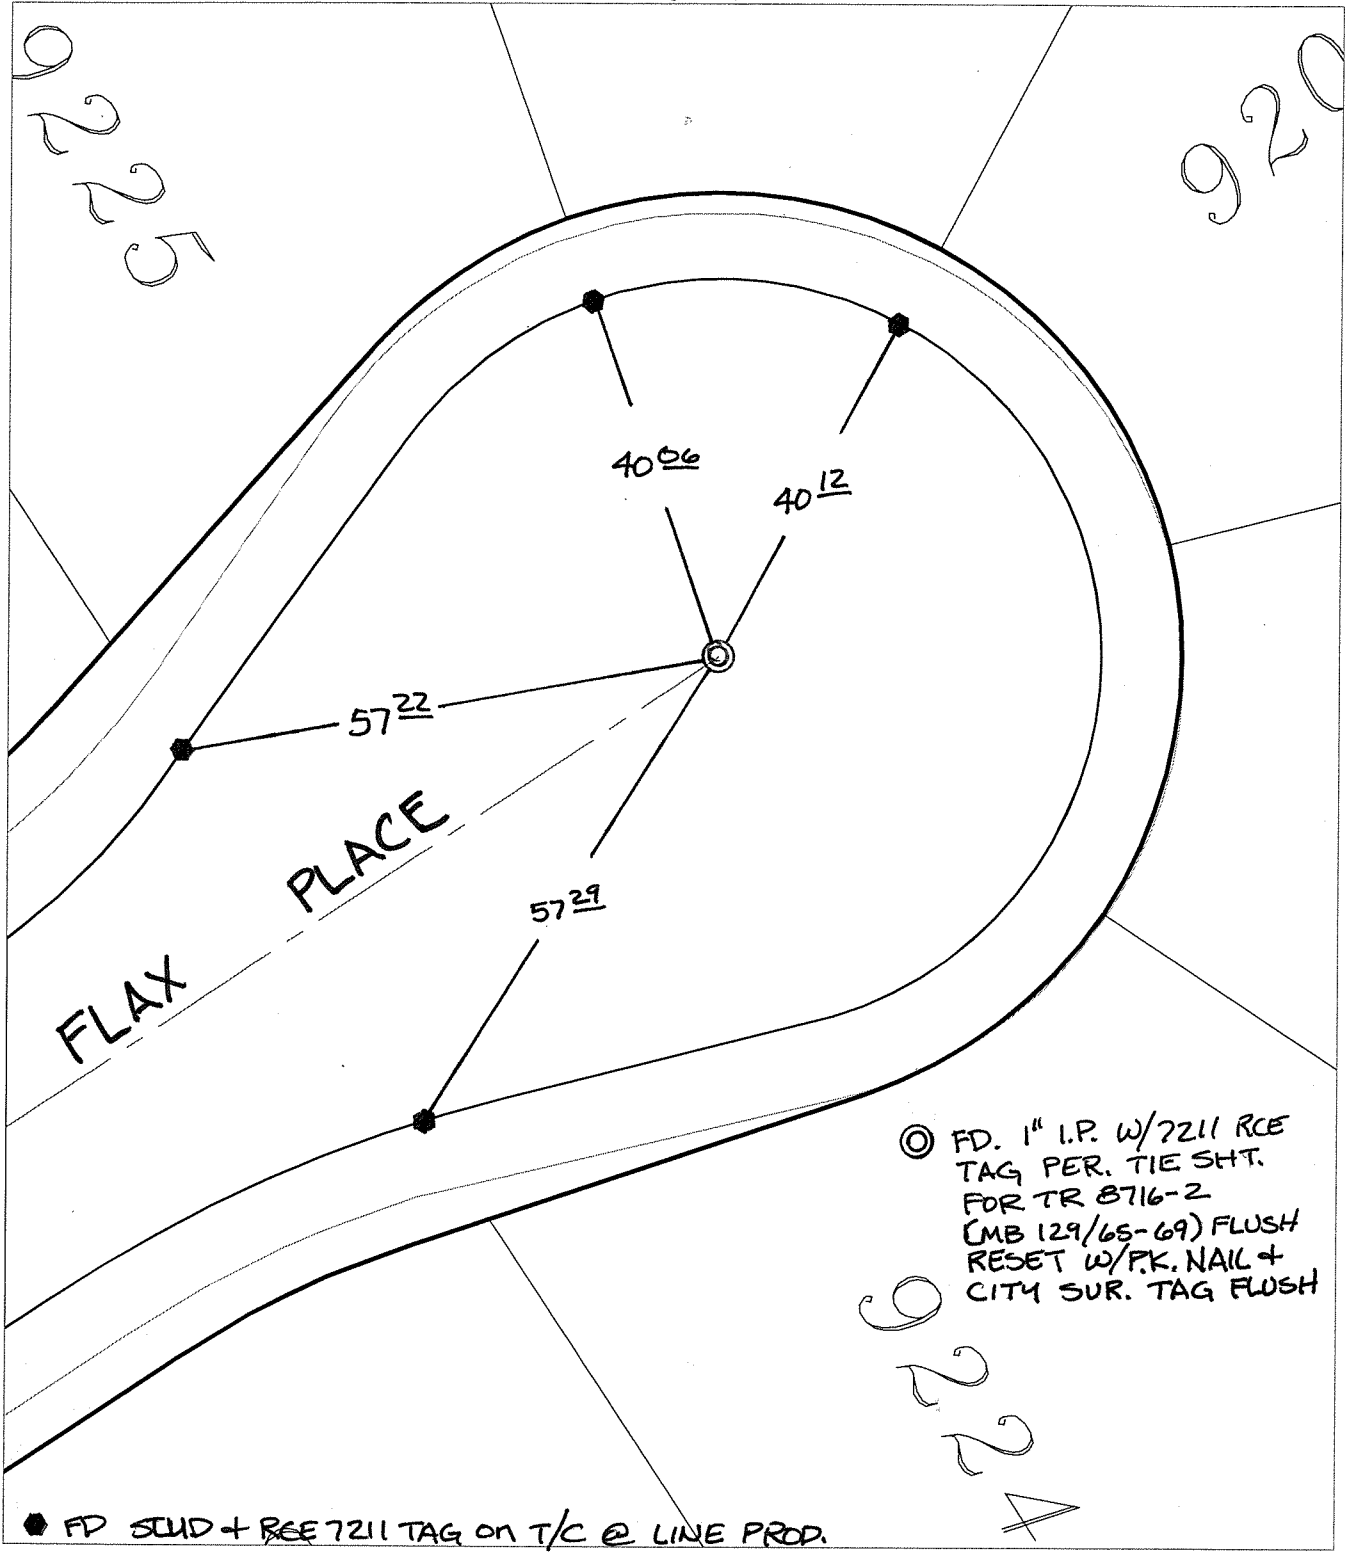 9225
920
40 06
40 12
57 22
FLAX PLACE
57 29
FD. 1" I.P. W/7211 RCE
TAG PER. TIE SHT.
FOR TR 8716-2
(MB 129/65-69) FLUSH
RESET W/P.K. NAIL +
CITY SUR. TAG FLUSH
9224
FD STUD + RCE 7211 TAG ON T/C @ LINE PROD.